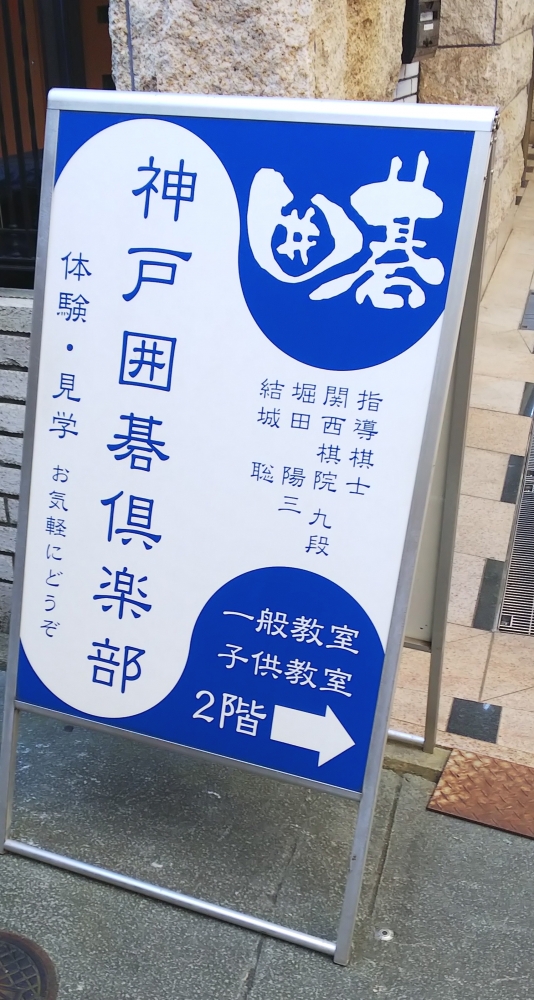 囲碁
指導棋士
関西棋院 九段
堀田 陽三
結城 聡
神戸囲碁倶楽部
体験・見学 お気軽にどうぞ
一般教室
子供教室
2階